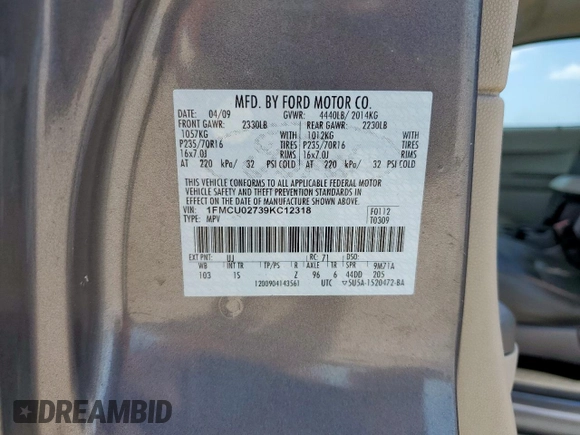 MFD. BY FORD MOTOR CO.
DATE: 04/09 GVWR: 4440LB/ 2014KG
FRONT GAWR: 2330LB REAR GAWR: 2230LB
1057KG WITH 1012KG WITH
P235/70R16 TIRES P235/70R16 TIRES
16x7.0J RIMS 16x7.0J RIMS
AT 220 kPa/ 32 PSI COLD AT 220 kPa/ 32 PSI COLD
THIS VEHICLE CONFORMS TO ALL APPLICABLE FEDERAL MOTOR
VEHICLE SAFETY AND THEFT PREVENTION STANDARDS IN
EFFECT ON THE DATE OF MANUFACTURE SHOWN ABOVE.
VIN: 1FMCU02739KC12318 F0112
TYPE: MPV T0309
EXT PNT: UJ RC: 71 9M71A
WB INT TR TP/PS R AXLE TR SPR
103 1S Z 96 6 44DD 205
1200904143561 UTC ▽5U5A-1520472-BA
DREAMBID